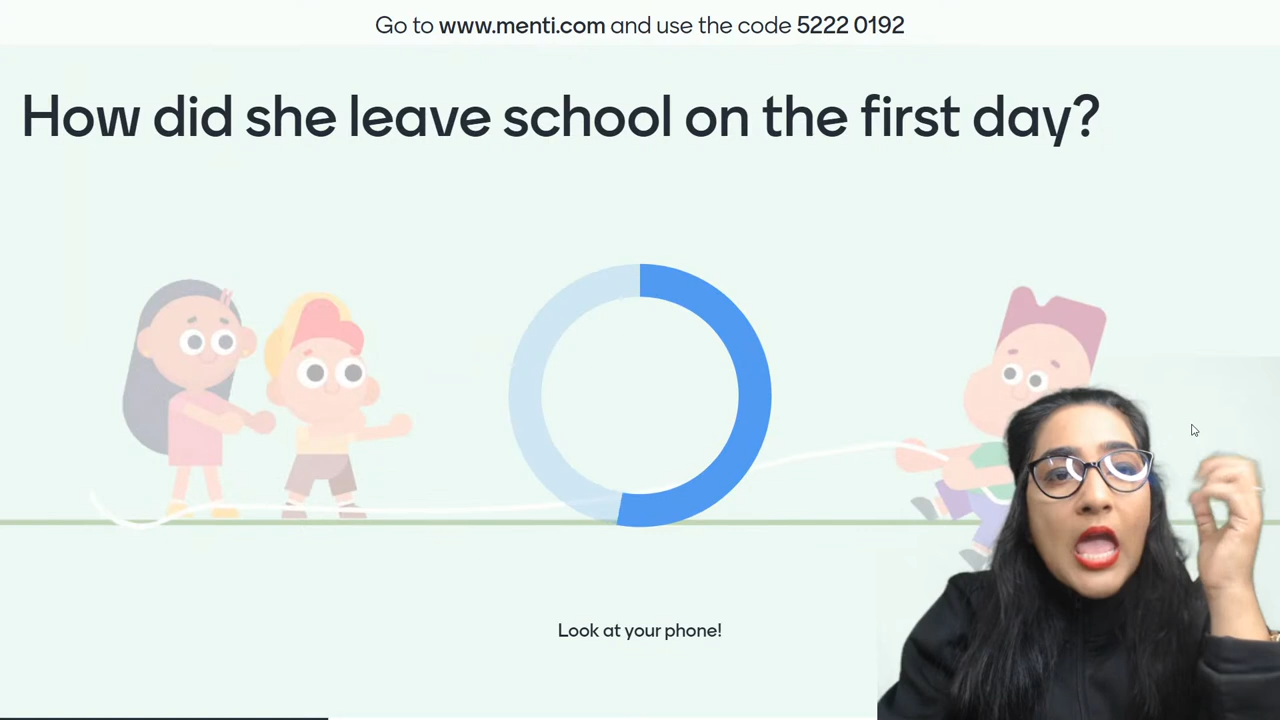 Go to www.menti.com and use the code 5222 0192
How did she leave school on the first day?
Look at your phone!